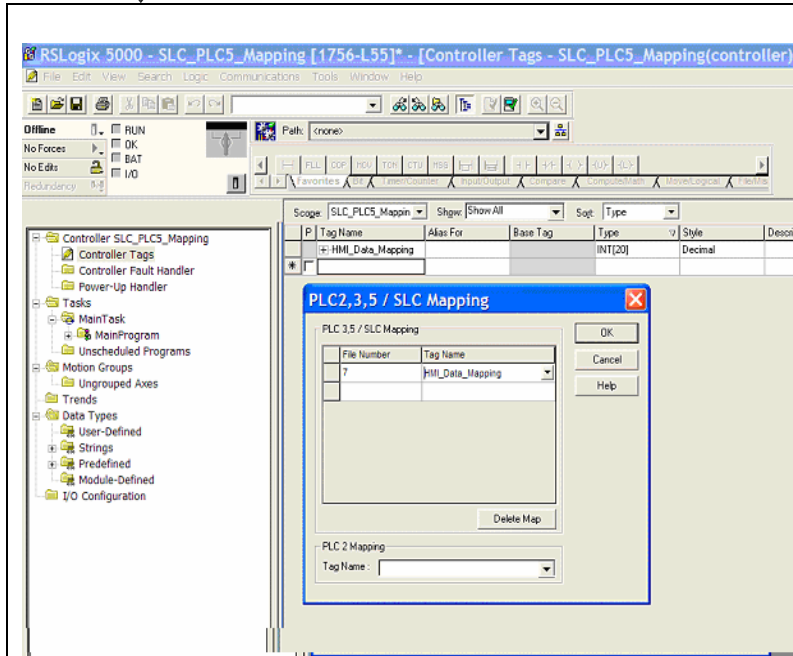 RSLogix 5000 - SLC_PLC5_Mapping [1756-L55]* - [Controller Tags - SLC_PLC5_Mapping(controller)
File Edit View Search Logic Communications Tools Window Help
Offline
RUN
Path: <none>
No Forces
OK
No Edits
BAT
Redundancy
I/O
FLL COP MOV TON CTU MSG
Favorites Bit Timer/Counter Input/Output Compare Compute/Math Move/Logical
Scope: SLC_PLC5_Mappin Show: Show All Sort: Type
P Tag Name Alias For Base Tag Type Style Descri
HMI_Data_Mapping INT[20] Decimal
Controller SLC_PLC5_Mapping
Controller Tags
Controller Fault Handler
Power-Up Handler
Tasks
MainTask
MainProgram
Unscheduled Programs
Motion Groups
Ungrouped Axes
Trends
Data Types
User-Defined
Strings
Predefined
Module-Defined
I/O Configuration
PLC2,3,5 / SLC Mapping
PLC 3,5 / SLC Mapping
File Number Tag Name
7 HMI_Data_Mapping
OK
Cancel
Help
Delete Map
PLC 2 Mapping
Tag Name :